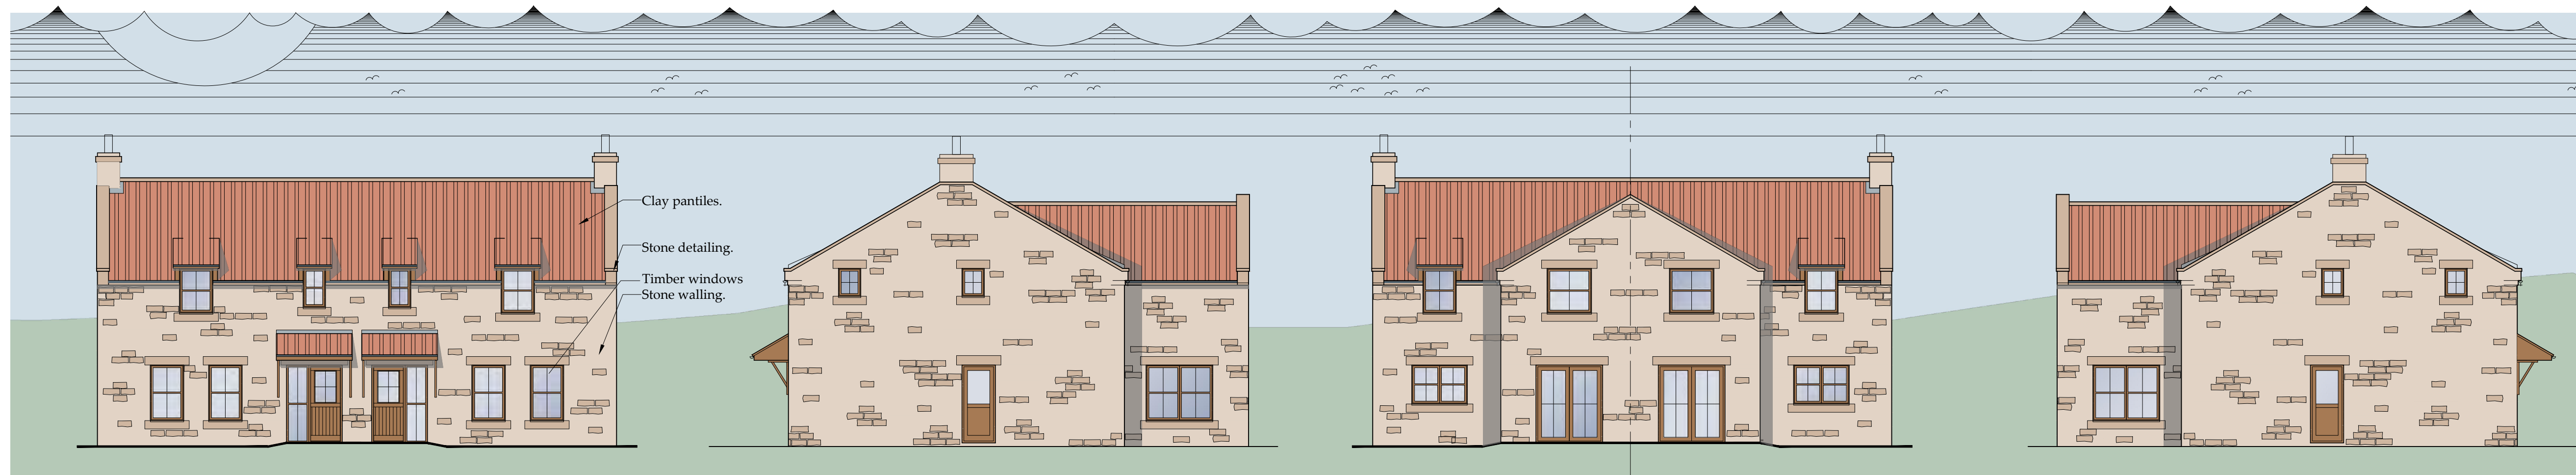 Clay pantiles.
Stone detailing.
Timber windows
Stone walling.